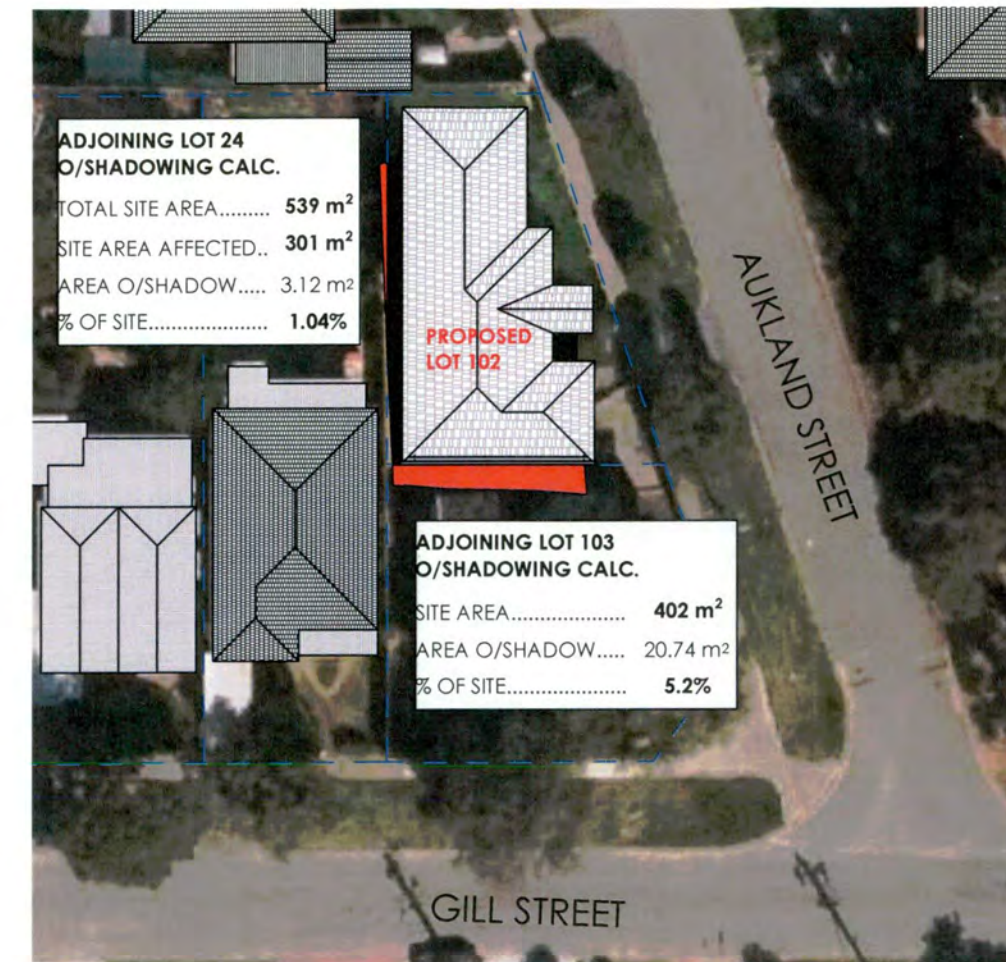 ADJOINING LOT 24
O/SHADOWING CALC.
TOTAL SITE AREA......... 539 m²
SITE AREA AFFECTED.. 301 m²
AREA O/SHADOW..... 3.12 m²
% OF SITE.................... 1.04%
PROPOSED
LOT 102
AUKLAND STREET
ADJOINING LOT 103
O/SHADOWING CALC.
SITE AREA................... 402 m²
AREA O/SHADOW..... 20.74 m²
% OF SITE..................... 5.2%
GILL STREET